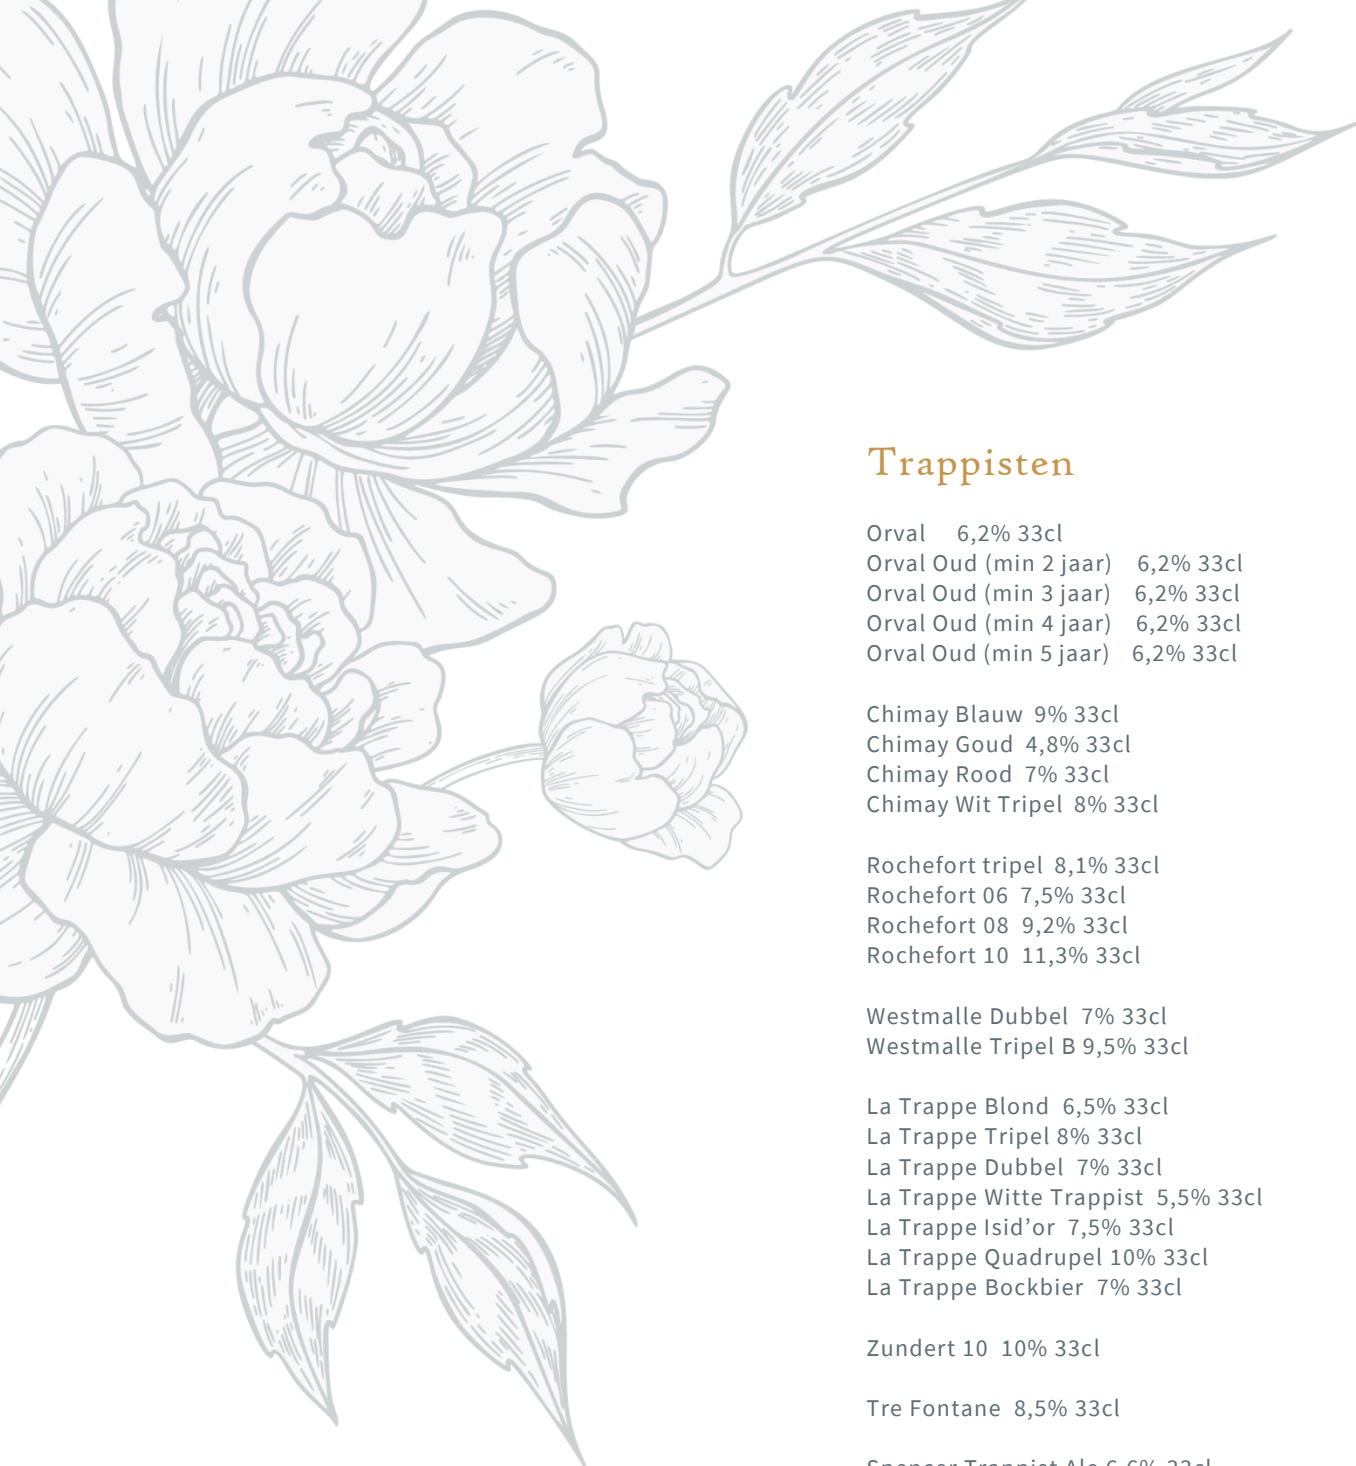 Trappisten
Orval 6,2% 33cl
Orval Oud (min 2 jaar) 6,2% 33cl
Orval Oud (min 3 jaar) 6,2% 33cl
Orval Oud (min 4 jaar) 6,2% 33cl
Orval Oud (min 5 jaar) 6,2% 33cl
Chimay Blauw 9% 33cl
Chimay Goud 4,8% 33cl
Chimay Rood 7% 33cl
Chimay Wit Tripel 8% 33cl
Rochefort tripel 8,1% 33cl
Rochefort 06 7,5% 33cl
Rochefort 08 9,2% 33cl
Rochefort 10 11,3% 33cl
Westmalle Dubbel 7% 33cl
Westmalle Tripel B 9,5% 33cl
La Trappe Blond 6,5% 33cl
La Trappe Tripel 8% 33cl
La Trappe Dubbel 7% 33cl
La Trappe Witte Trappist 5,5% 33cl
La Trappe Isid’or 7,5% 33cl
La Trappe Quadrupel 10% 33cl
La Trappe Bockbier 7% 33cl
Zundert 10 10% 33cl
Tre Fontane 8,5% 33cl
Spencer Trappist Ale